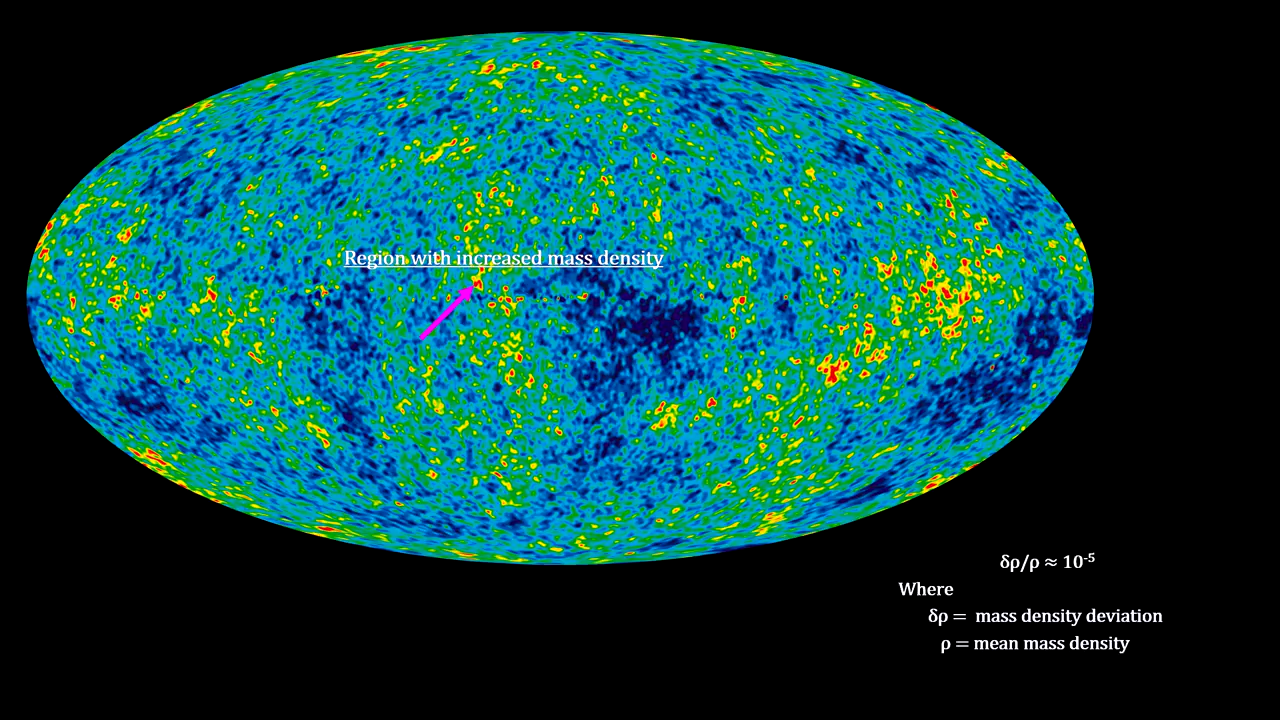 Region with increased mass density
δρ/ρ ≈ 10⁻⁵
Where
δρ = mass density deviation
ρ = mean mass density